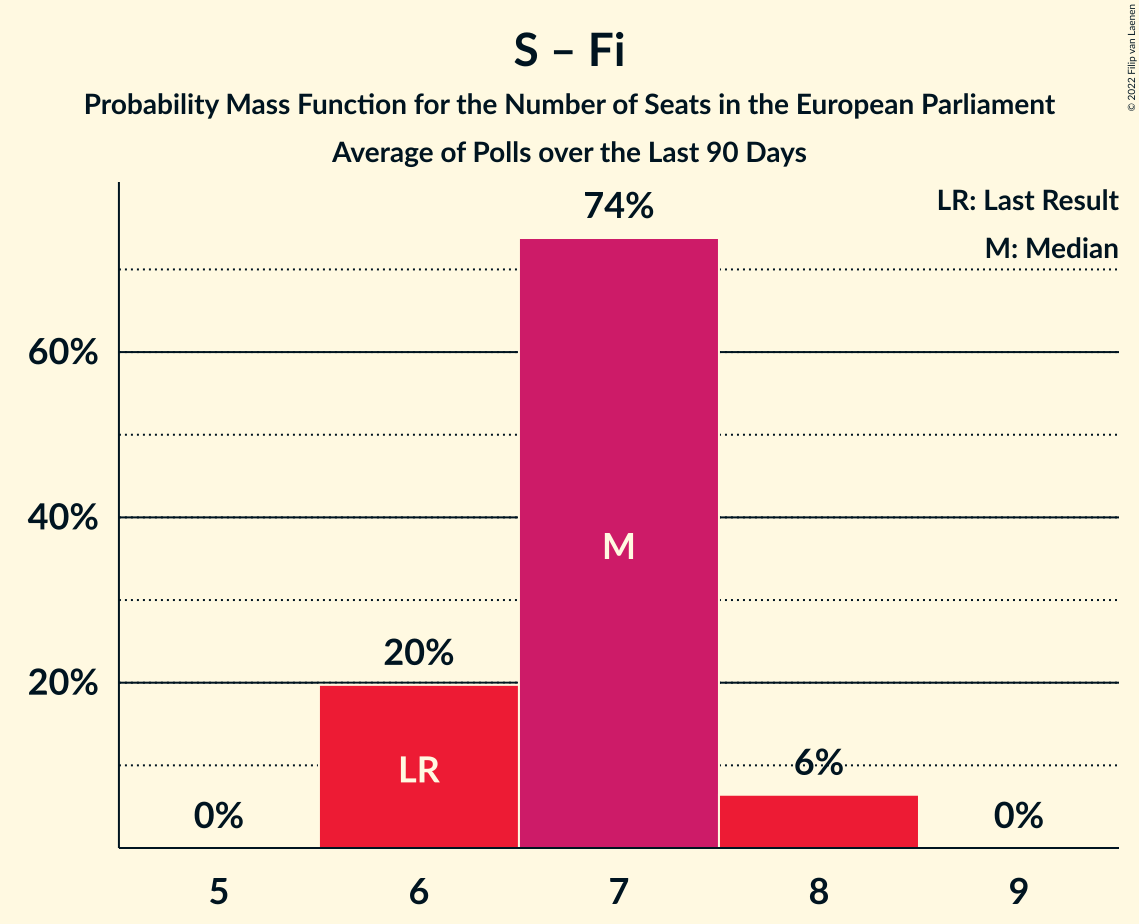 S – Fi
Probability Mass Function for the Number of Seats in the European Parliament
Average of Polls over the Last 90 Days
© 2022 Filip van Laenen
LR: Last Result
M: Median
74%
60%
40%
M
20%
20%
LR
6%
0%
0%
5 6 7 8 9